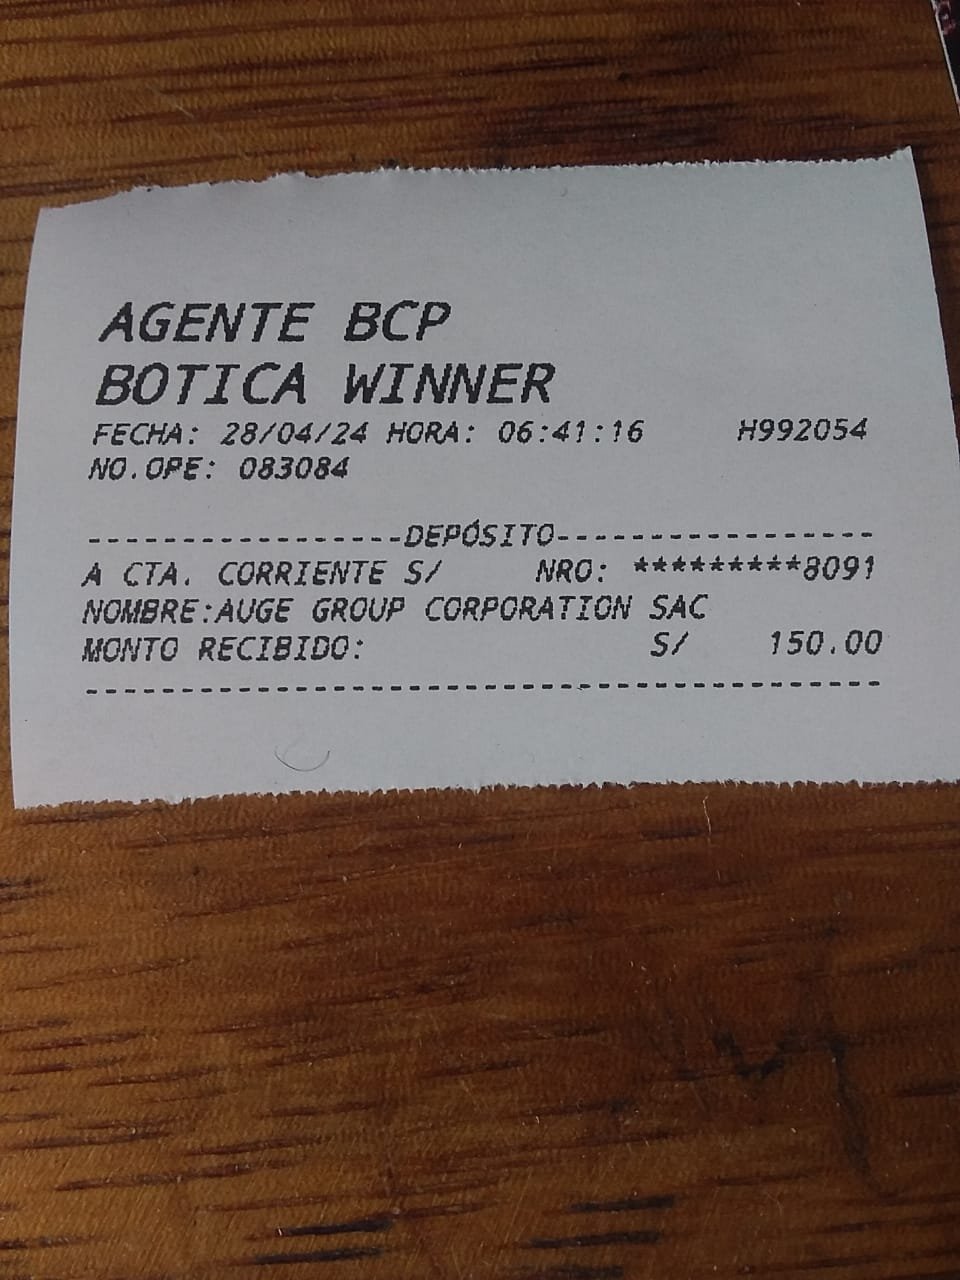 AGENTE BCP
BOTICA WINNER
FECHA: 28/04/24 HORA: 06:41:16 H992054
NO.OPE: 083084
-----------------DEPÓSITO-----------------
A CTA. CORRIENTE S/ NRO: *********8091
NOMBRE:AUGE GROUP CORPORATION SAC
MONTO RECIBIDO: S/ 150.00
-------------------------------------------